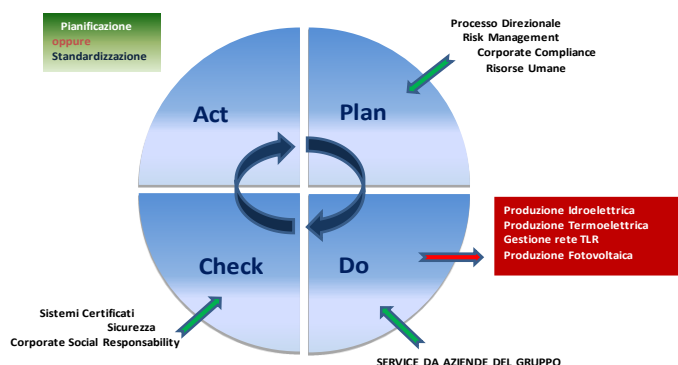 Pianificazione
oppure
Standardizzazione
Processo Direzionale
Risk Management
Corporate Compliance
Risorse Umane
Act
Plan
Check
Do
Produzione Idroelettrica
Produzione Termoelettrica
Gestione rete TLR
Produzione Fotovoltaica
Sistemi Certificati
Sicurezza
Corporate Social Responsability
SERVICE DA AZIENDE DEL GRUPPO